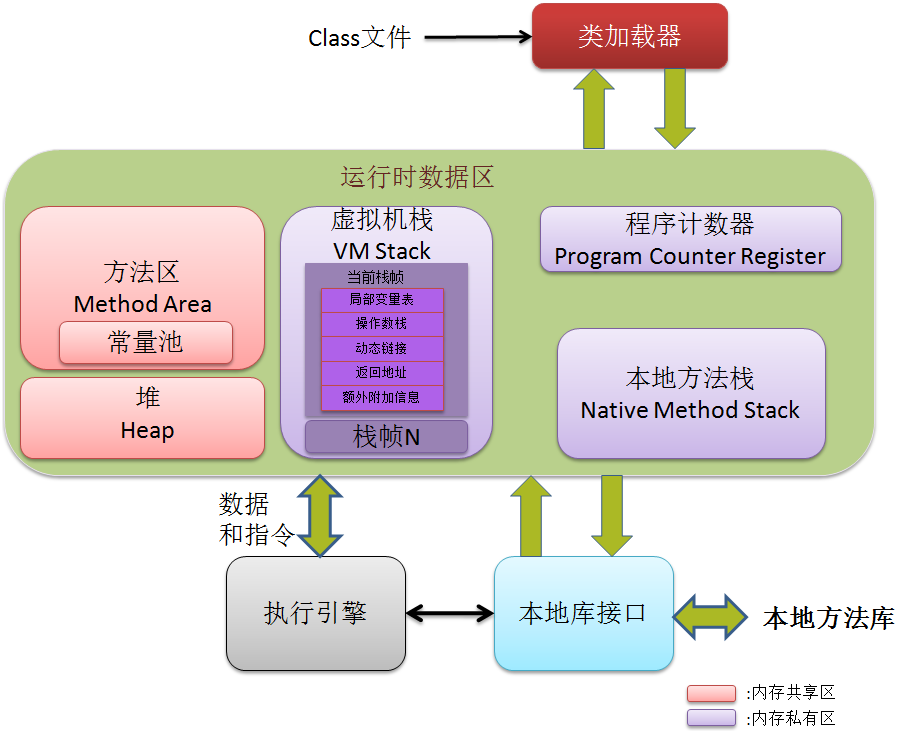 Class文件
类加载器
运行时数据区
方法区
Method Area
常量池
堆
Heap
虚拟机栈
VM Stack
当前栈帧
局部变量表
操作数栈
动态链接
返回地址
额外附加信息
栈帧N
程序计数器
Program Counter Register
本地方法栈
Native Method Stack
数据
和指令
执行引擎
本地库接口
本地方法库
:内存共享区
:内存私有区